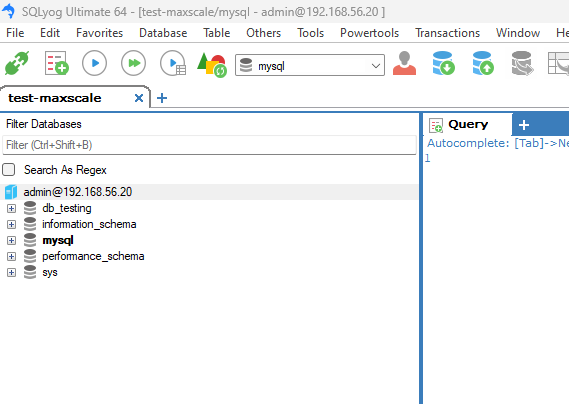 SQLyog Ultimate 64 - [test-maxscale/mysql - admin@192.168.56.20 ]
File Edit Favorites Database Table Others Tools Powertools Transactions Window He
mysql
test-maxscale
Filter Databases
Filter (Ctrl+Shift+B)
Search As Regex
admin@192.168.56.20
db_testing
information_schema
mysql
performance_schema
sys
Query
Autocomplete: [Tab]->Ne
1